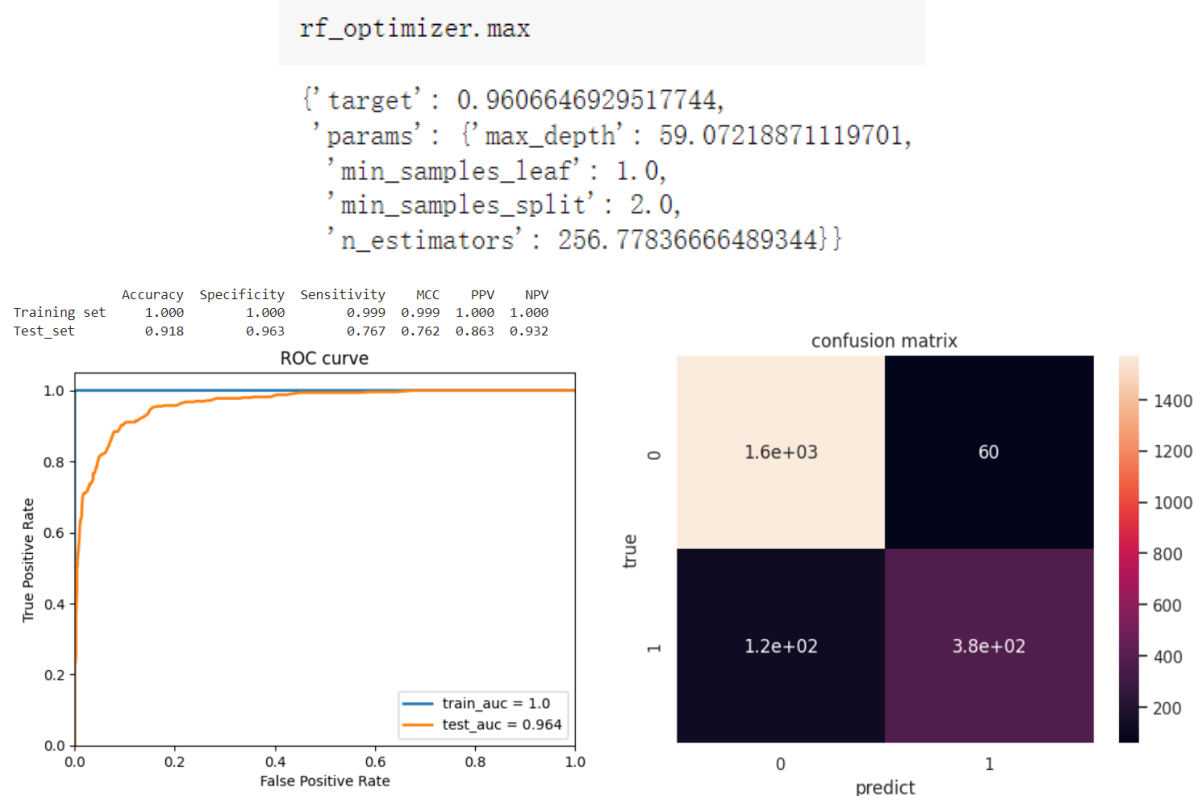 rf_optimizer.max
{'target': 0.9606646929517744,
'params': {'max_depth': 59.07218871119701,
'min_samples_leaf': 1.0,
'min_samples_split': 2.0,
'n_estimators': 256.77836666489344}}
Accuracy Specificity Sensitivity MCC PPV NPV
Training set 1.000 1.000 0.999 0.999 1.000 1.000
Test_set 0.918 0.963 0.767 0.762 0.863 0.932
ROC curve
True Positive Rate
1.0
0.8
0.6
0.4
0.2
0.0
train_auc = 1.0
test_auc = 0.964
0.0 0.2 0.4 0.6 0.8 1.0
False Positive Rate
confusion matrix
true
0
1.6e+03 60
1
1.2e+02 3.8e+02
0 1
predict
1400
1200
1000
800
600
400
200